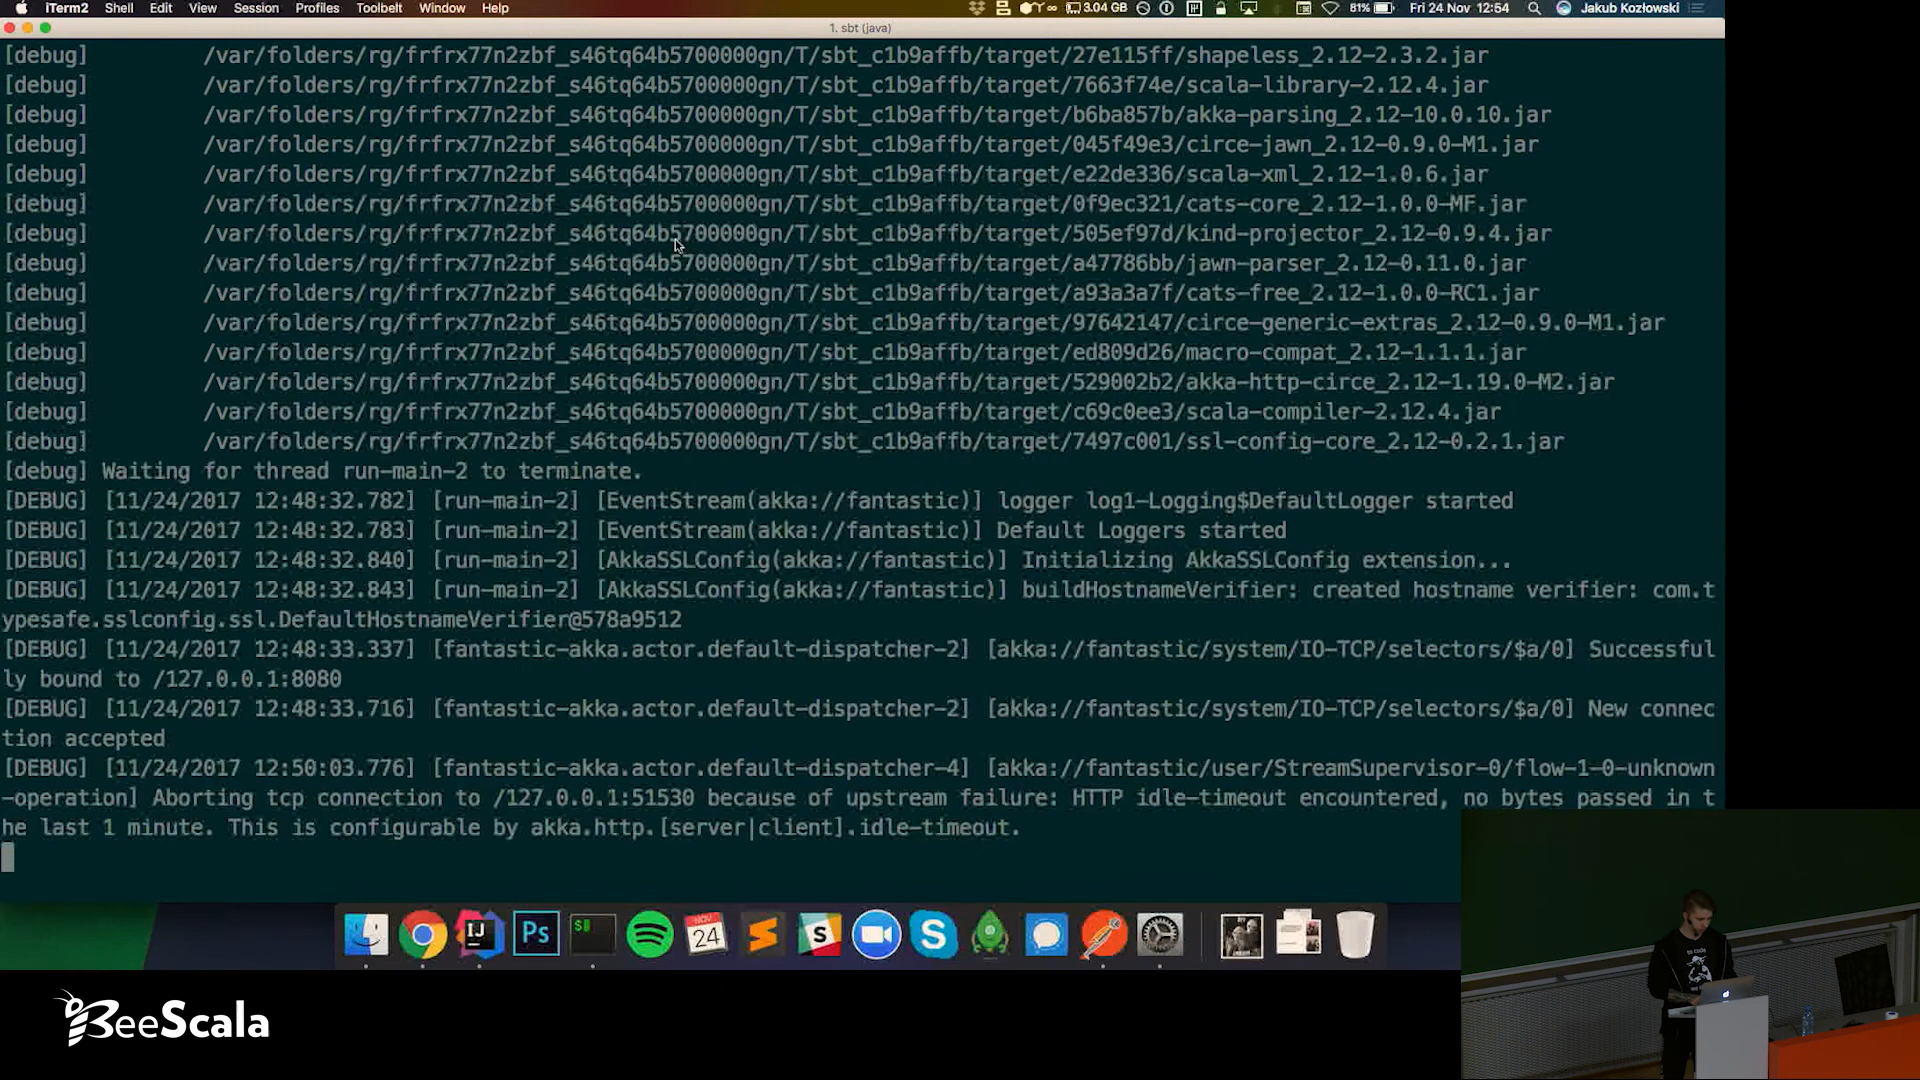 iTerm2 Shell Edit View Session Profiles Toolbelt Window Help 3.04 GB 81% Fri 24 Nov 12:54 Jakub Kozłowski
1. sbt (java)
[debug] /var/folders/rg/frfrx77n2zbf_s46tq64b5700000gn/T/sbt_c1b9affb/target/27e115ff/shapeless_2.12-2.3.2.jar
[debug] /var/folders/rg/frfrx77n2zbf_s46tq64b5700000gn/T/sbt_c1b9affb/target/7663f74e/scala-library-2.12.4.jar
[debug] /var/folders/rg/frfrx77n2zbf_s46tq64b5700000gn/T/sbt_c1b9affb/target/b6ba857b/akka-parsing_2.12-10.0.10.jar
[debug] /var/folders/rg/frfrx77n2zbf_s46tq64b5700000gn/T/sbt_c1b9affb/target/045f49e3/circe-jawn_2.12-0.9.0-M1.jar
[debug] /var/folders/rg/frfrx77n2zbf_s46tq64b5700000gn/T/sbt_c1b9affb/target/e22de336/scala-xml_2.12-1.0.6.jar
[debug] /var/folders/rg/frfrx77n2zbf_s46tq64b5700000gn/T/sbt_c1b9affb/target/0f9ec321/cats-core_2.12-1.0.0-MF.jar
[debug] /var/folders/rg/frfrx77n2zbf_s46tq64b5700000gn/T/sbt_c1b9affb/target/505ef97d/kind-projector_2.12-0.9.4.jar
[debug] /var/folders/rg/frfrx77n2zbf_s46tq64b5700000gn/T/sbt_c1b9affb/target/a47786bb/jawn-parser_2.12-0.11.0.jar
[debug] /var/folders/rg/frfrx77n2zbf_s46tq64b5700000gn/T/sbt_c1b9affb/target/a93a3a7f/cats-free_2.12-1.0.0-RC1.jar
[debug] /var/folders/rg/frfrx77n2zbf_s46tq64b5700000gn/T/sbt_c1b9affb/target/97642147/circe-generic-extras_2.12-0.9.0-M1.jar
[debug] /var/folders/rg/frfrx77n2zbf_s46tq64b5700000gn/T/sbt_c1b9affb/target/ed809d26/macro-compat_2.12-1.1.1.jar
[debug] /var/folders/rg/frfrx77n2zbf_s46tq64b5700000gn/T/sbt_c1b9affb/target/529002b2/akka-http-circe_2.12-1.19.0-M2.jar
[debug] /var/folders/rg/frfrx77n2zbf_s46tq64b5700000gn/T/sbt_c1b9affb/target/c69c0ee3/scala-compiler-2.12.4.jar
[debug] /var/folders/rg/frfrx77n2zbf_s46tq64b5700000gn/T/sbt_c1b9affb/target/7497c001/ssl-config-core_2.12-0.2.1.jar
[debug] Waiting for thread run-main-2 to terminate.
[DEBUG] [11/24/2017 12:48:32.782] [run-main-2] [EventStream(akka://fantastic)] logger log1-Logging$DefaultLogger started
[DEBUG] [11/24/2017 12:48:32.783] [run-main-2] [EventStream(akka://fantastic)] Default Loggers started
[DEBUG] [11/24/2017 12:48:32.840] [run-main-2] [AkkaSSLConfig(akka://fantastic)] Initializing AkkaSSLConfig extension...
[DEBUG] [11/24/2017 12:48:32.843] [run-main-2] [AkkaSSLConfig(akka://fantastic)] buildHostnameVerifier: created hostname verifier: com.t
ypesafe.sslconfig.ssl.DefaultHostnameVerifier@578a9512
[DEBUG] [11/24/2017 12:48:33.337] [fantastic-akka.actor.default-dispatcher-2] [akka://fantastic/system/IO-TCP/selectors/$a/0] Successful
ly bound to /127.0.0.1:8080
[DEBUG] [11/24/2017 12:48:33.716] [fantastic-akka.actor.default-dispatcher-2] [akka://fantastic/system/IO-TCP/selectors/$a/0] New connec
tion accepted
[DEBUG] [11/24/2017 12:50:03.776] [fantastic-akka.actor.default-dispatcher-4] [akka://fantastic/user/StreamSupervisor-0/flow-1-0-unknown
-operation] Aborting tcp connection to /127.0.0.1:51530 because of upstream failure: HTTP idle-timeout encountered, no bytes passed in t
he last 1 minute. This is configurable by akka.http.[server|client].idle-timeout.
IJ Ps $ NOV 24 S S
BeeScala